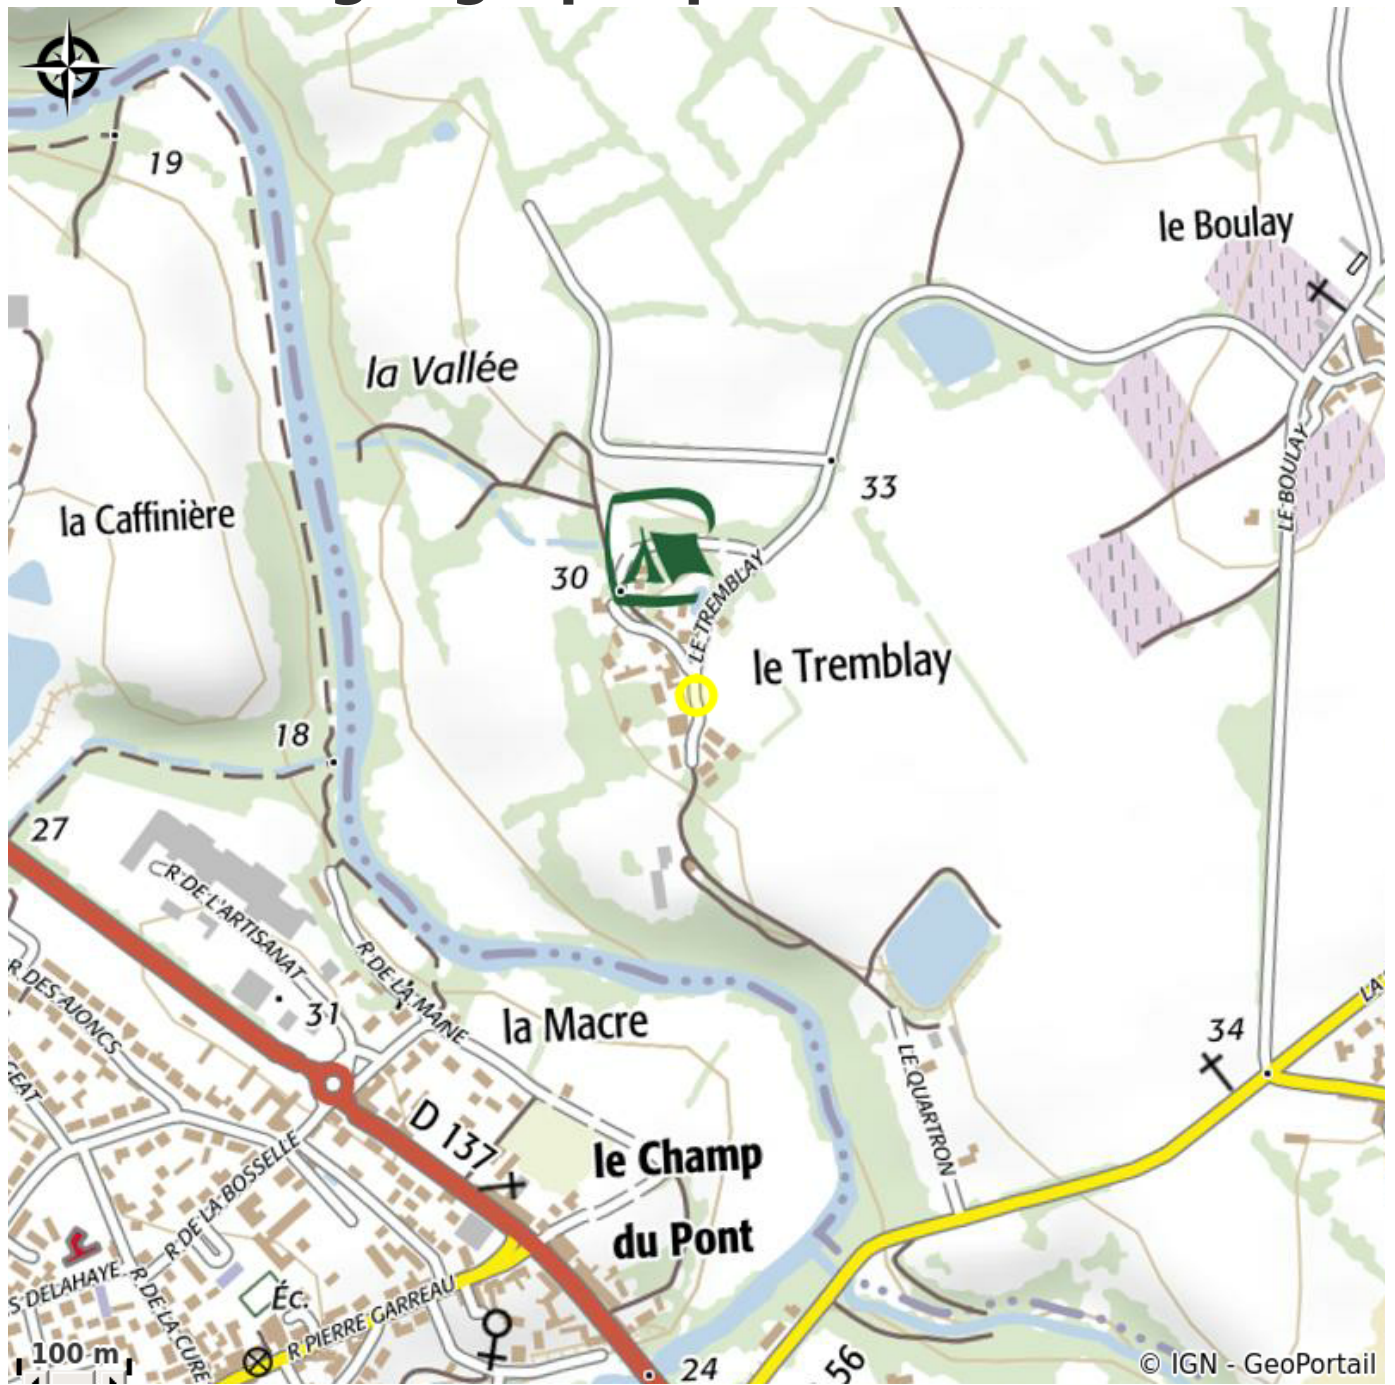 19
le Boulay
la Vallée
33
la Caffinière
LE BOULAY
30
LE TREMBLAY
le Tremblay
18
27
R DE L'ARTISANAT
R DES AJONCS
31
R DE LA MAINE
la Macre
34
LE QUARTRON
D 137
le Champ
du Pont
R DE LA BOSSELLE
S DELAHAYE
R DE LA CURE
Éc.
R PIERRE GARREAU
100 m
24
56
© IGN - GeoPortail